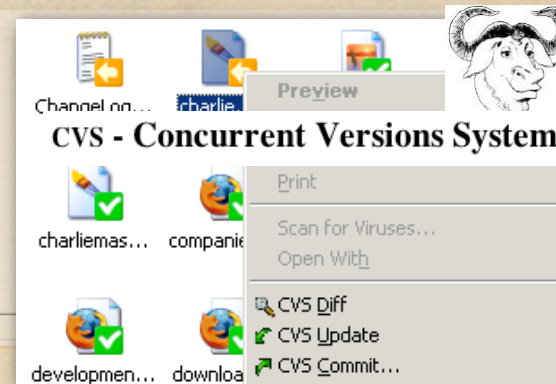 Preview
ChangeLog... charlie
CVS - Concurrent Versions System
Print
Scan for Viruses...
charliemas... companie
Open With
CVS Diff
CVS Update
CVS Commit...
developmen... downloa